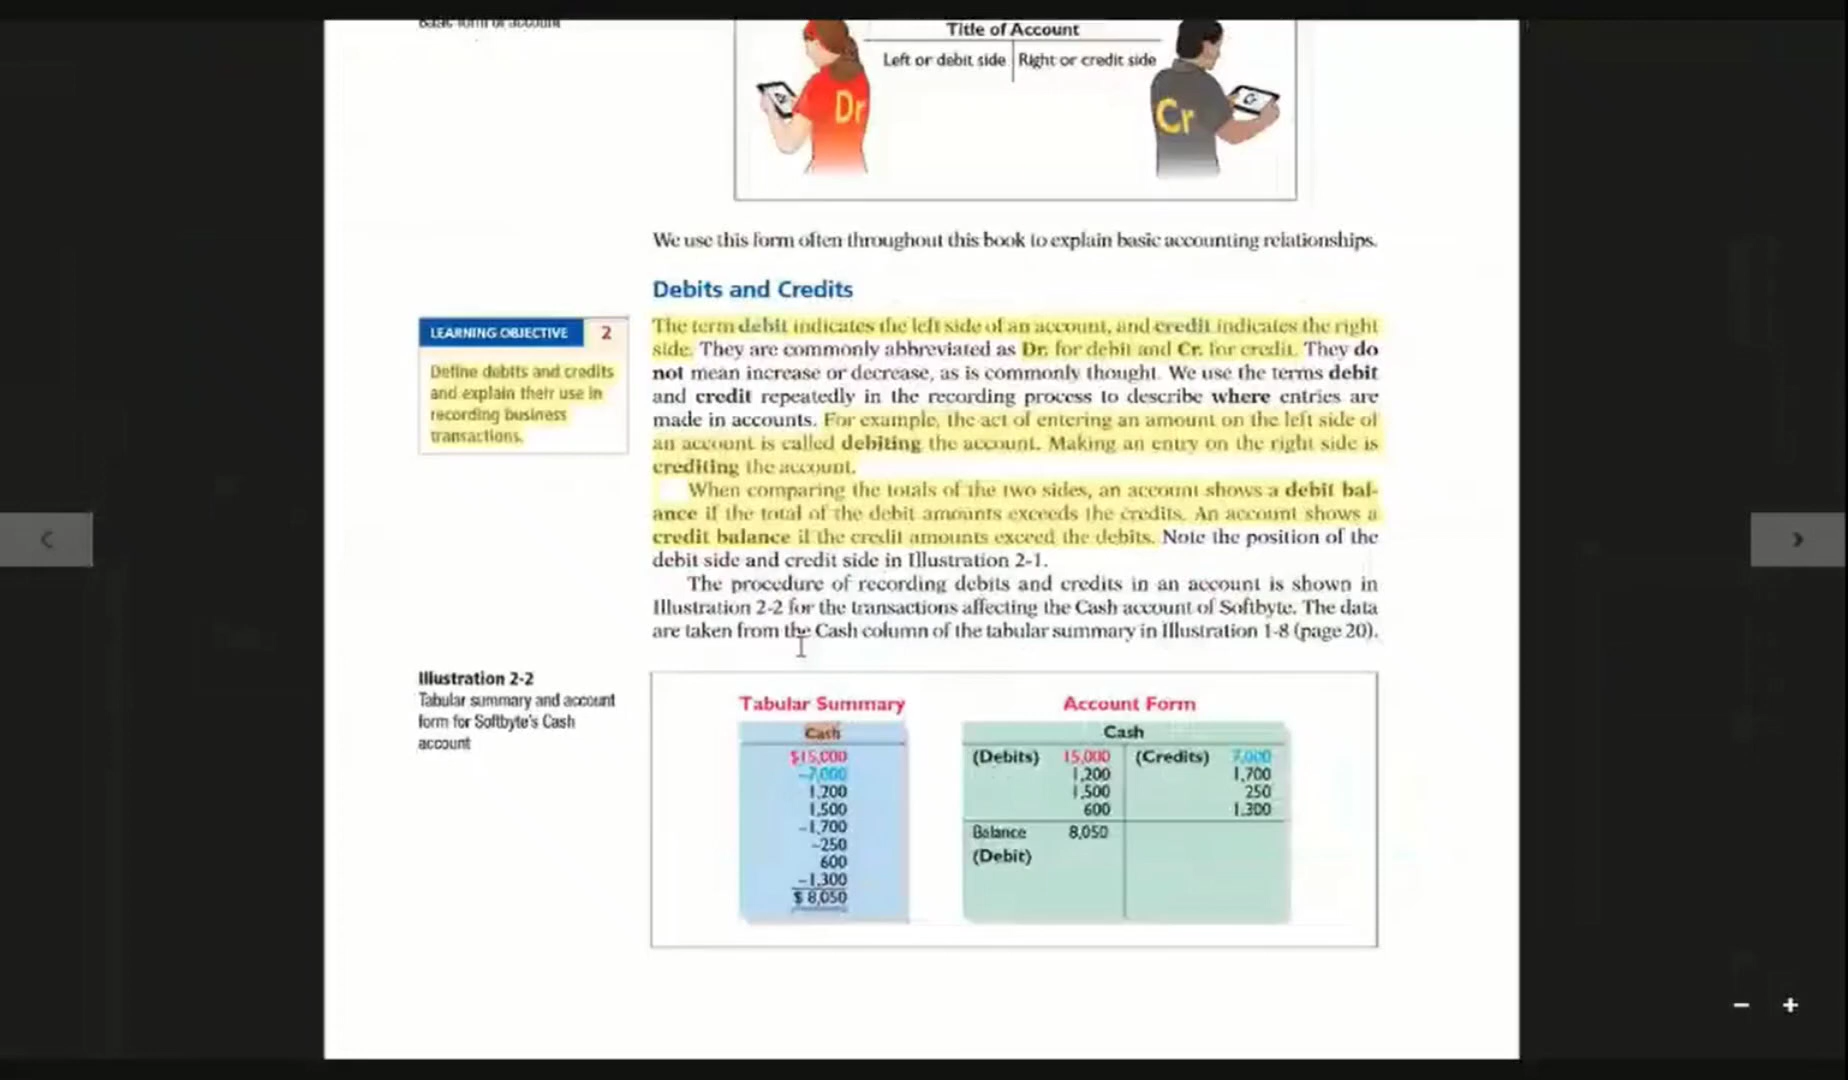 basic form of account
Title of Account
Left or debit side Right or credit side
Dr
Cr
Cr
We use this form often throughout this book to explain basic accounting relationships.
Debits and Credits
LEARNING OBJECTIVE 2
Define debits and credits
and explain their use in
recording business
transactions.
The term debit indicates the left side of an account, and credit indicates the right
side. They are commonly abbreviated as Dr. for debit and Cr. for credit. They do
not mean increase or decrease, as is commonly thought. We use the terms debit
and credit repeatedly in the recording process to describe where entries are
made in accounts. For example, the act of entering an amount on the left side of
an account is called debiting the account. Making an entry on the right side is
crediting the account.
When comparing the totals of the two sides, an account shows a debit bal-
ance if the total of the debit amounts exceeds the credits. An account shows a
credit balance if the credit amounts exceed the debits. Note the position of the
debit side and credit side in Illustration 2-1.
The procedure of recording debits and credits in an account is shown in
Illustration 2-2 for the transactions affecting the Cash account of Softbyte. The data
are taken from the Cash column of the tabular summary in Illustration 1-8 (page 20).
Illustration 2-2
Tabular summary and account
form for Softbyte's Cash
account
Tabular Summary
Cash
$15,000
-7,000
1,200
1,500
-1,700
-250
600
-1,300
$ 8,050
Account Form
Cash
(Debits) 15,000 (Credits) 7,000
1,200 1,700
1,500 250
600 1,300
Balance 8,050
(Debit)